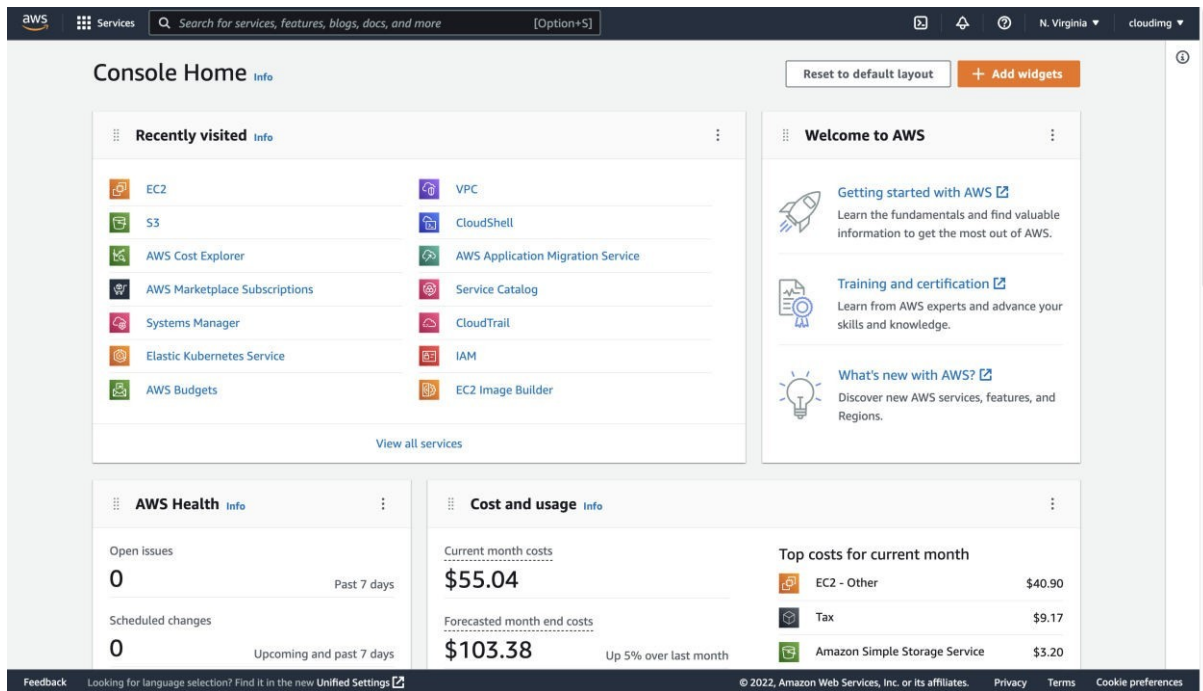 aws
Services
Search for services, features, blogs, docs, and more [Option+S]
N. Virginia
cloudimg
Console Home Info
Reset to default layout
+ Add widgets
Recently visited Info
EC2
S3
AWS Cost Explorer
AWS Marketplace Subscriptions
Systems Manager
Elastic Kubernetes Service
AWS Budgets
VPC
CloudShell
AWS Application Migration Service
Service Catalog
CloudTrail
IAM
EC2 Image Builder
View all services
Welcome to AWS
Getting started with AWS
Learn the fundamentals and find valuable
information to get the most out of AWS.
Training and certification
Learn from AWS experts and advance your
skills and knowledge.
What's new with AWS?
Discover new AWS services, features, and
Regions.
AWS Health Info
Open issues
0 Past 7 days
Scheduled changes
0 Upcoming and past 7 days
Cost and usage Info
Current month costs
$55.04
Forecasted month end costs
$103.38 Up 5% over last month
Top costs for current month
EC2 - Other $40.90
Tax $9.17
Amazon Simple Storage Service $3.20
Feedback
Looking for language selection? Find it in the new Unified Settings
© 2022, Amazon Web Services, Inc. or its affiliates.
Privacy
Terms
Cookie preferences